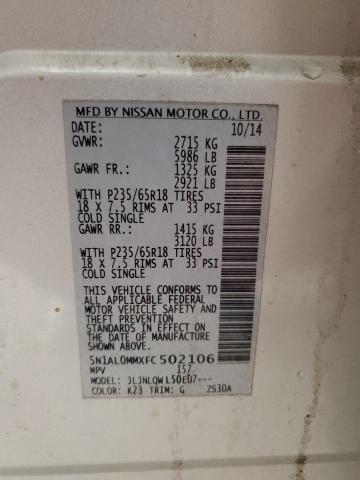 MFD BY NISSAN MOTOR CO., LTD.
DATE: 10/14
GVWR: 2715 KG
5986 LB
GAWR FR.: 1325 KG
2921 LB
WITH P235/65R18 TIRES
18 X 7.5 RIMS AT 33 PSI
COLD SINGLE
GAWR RR.: 1415 KG
3120 LB
WITH P235/65R18 TIRES
18 X 7.5 RIMS AT 33 PSI
COLD SINGLE
THIS VEHICLE CONFORMS TO
ALL APPLICABLE FEDERAL
MOTOR VEHICLE SAFETY AND
THEFT PREVENTION
STANDARDS IN EFFECT ON
THE DATE OF MANUFACTURE
SHOWN ABOVE.
5N1AL0MMXFC502106
MPV 157
MODEL: JLJNLQWL50EU7---
COLOR: K23 TRIM: G ZS30A